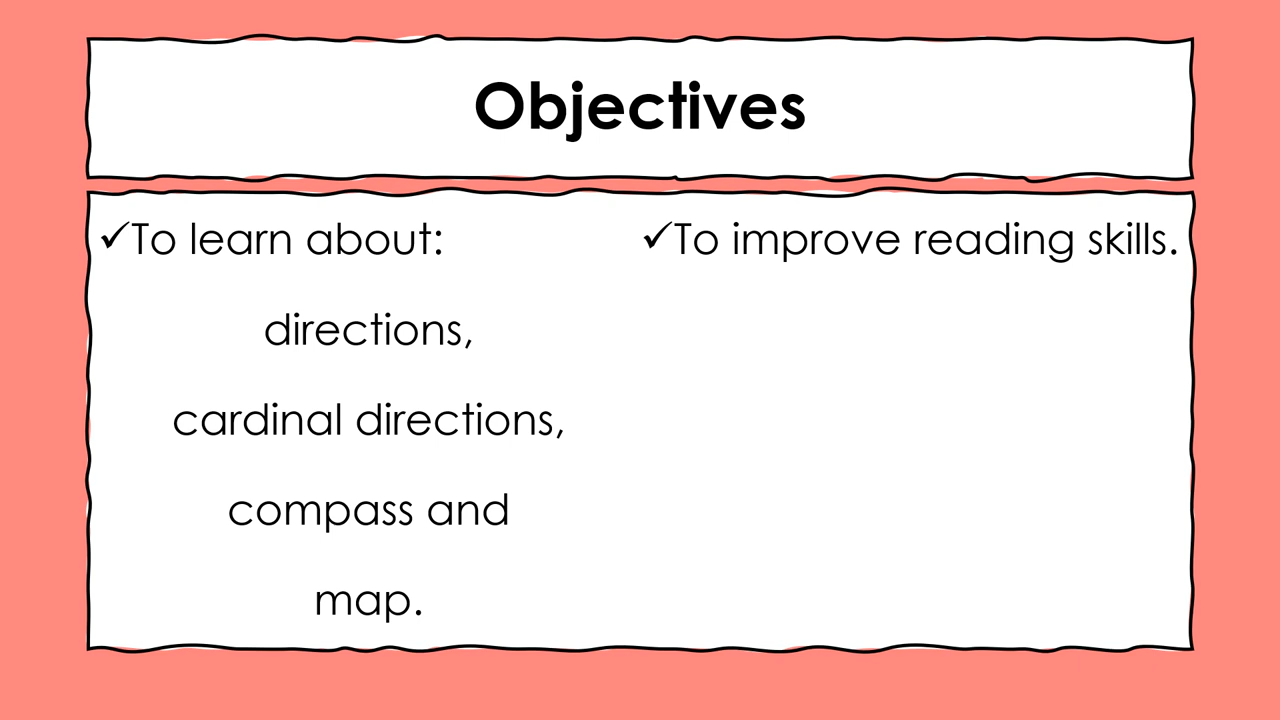 Objectives
✓To learn about:
directions,
cardinal directions,
compass and
map.
✓To improve reading skills.